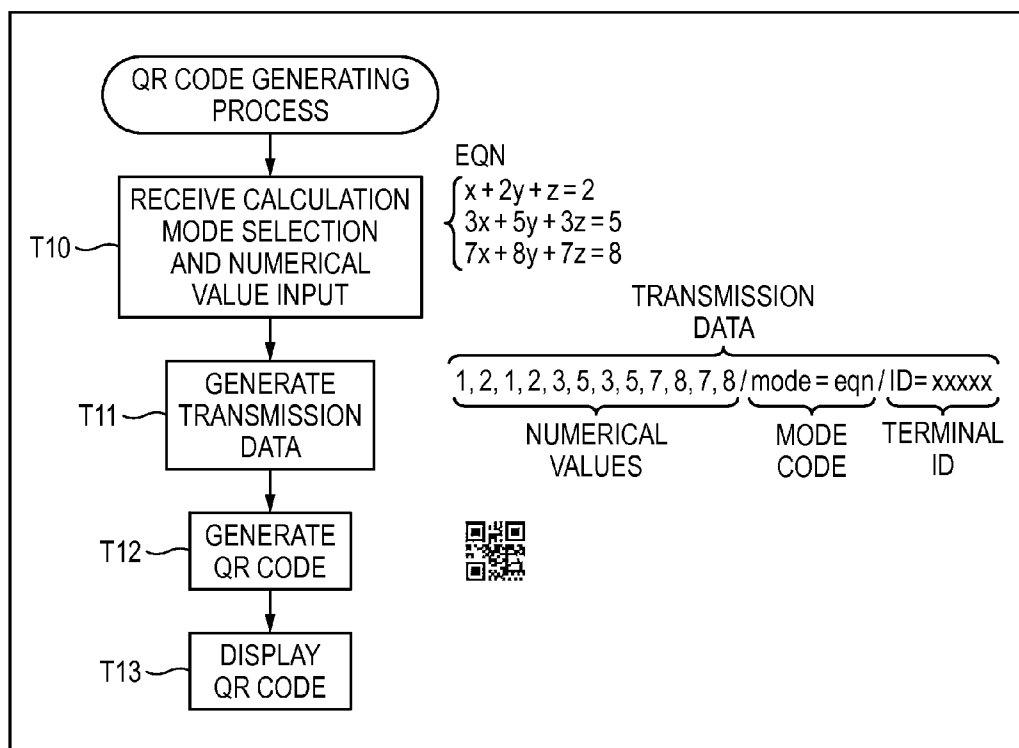 QR CODE GENERATING
PROCESS
EQN
x + 2y + z = 2
3x + 5y + 3z = 5
7x + 8y + 7z = 8
T10
RECEIVE CALCULATION
MODE SELECTION
AND NUMERICAL
VALUE INPUT
TRANSMISSION
DATA
1, 2, 1, 2, 3, 5, 3, 5, 7, 8, 7, 8 / mode = eqn / ID= xxxxx
NUMERICAL
VALUES
MODE
CODE
TERMINAL
ID
T11
GENERATE
TRANSMISSION
DATA
T12
GENERATE
QR CODE
T13
DISPLAY
QR CODE